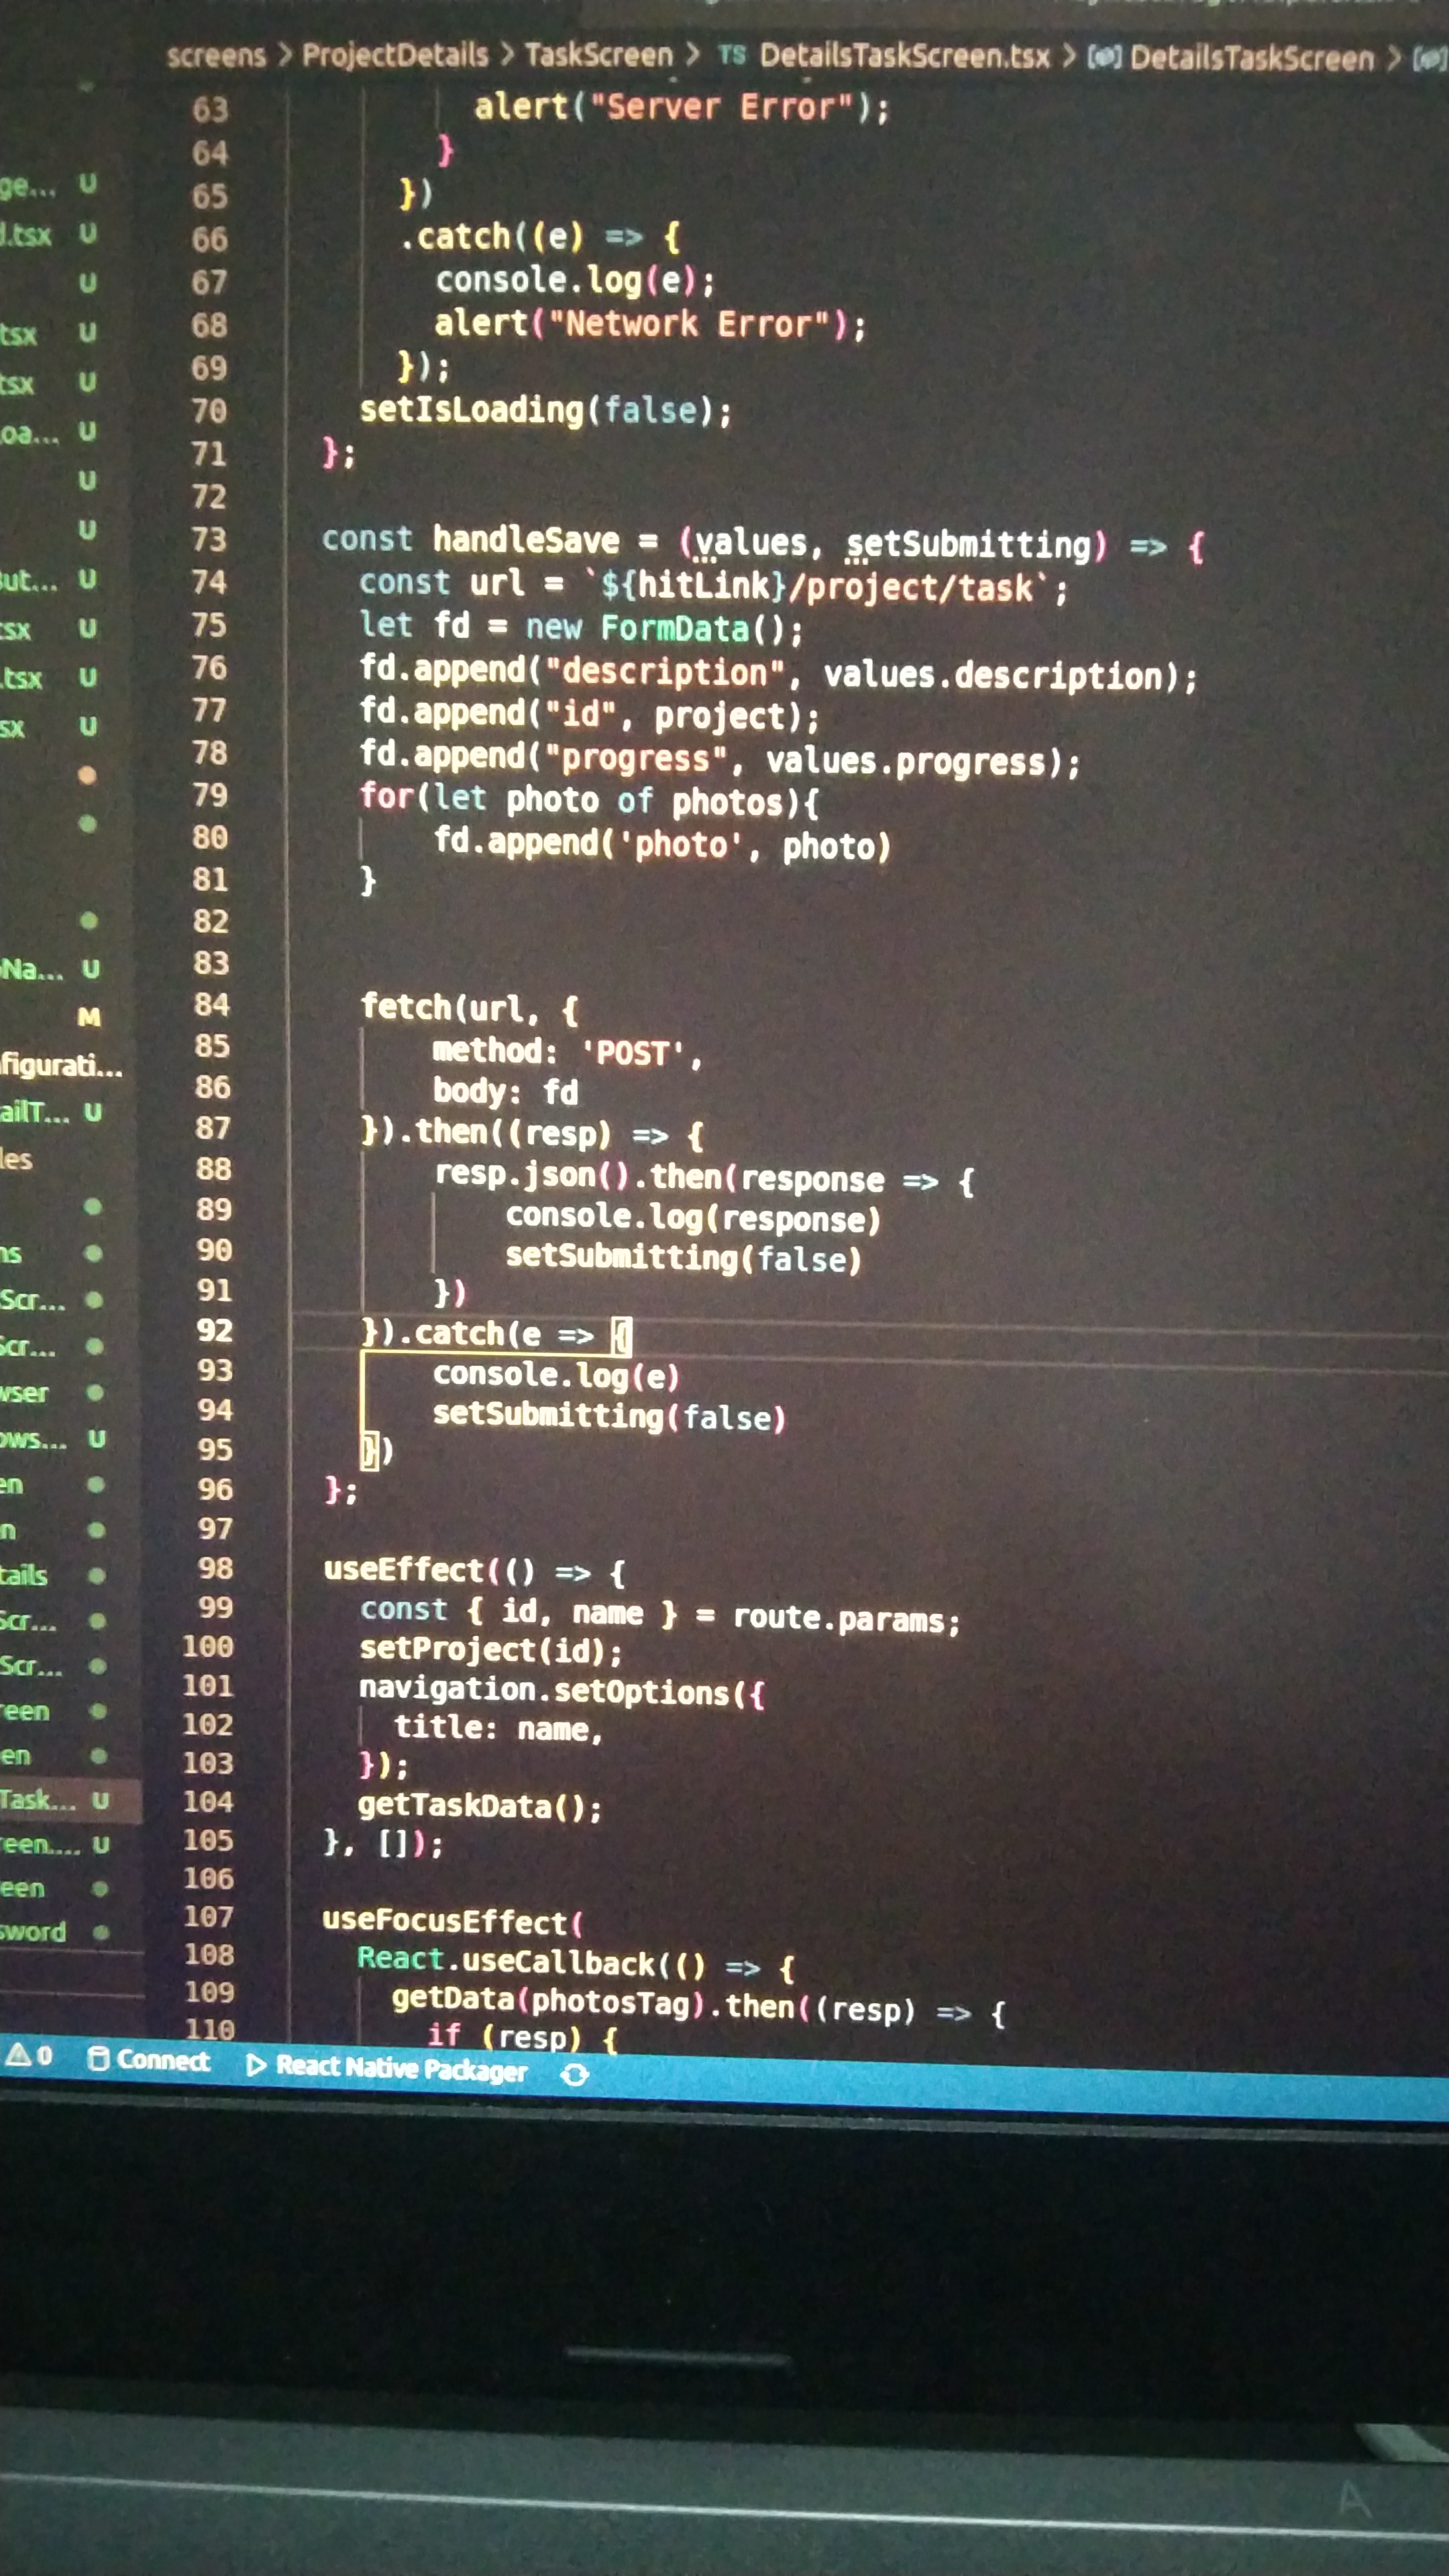 screens > ProjectDetails > TaskScreen > TS DetailsTaskScreen.tsx > DetailsTaskScreen >
63 alert("Server Error");
64 }
65 })
66 .catch((e) => {
67 console.log(e);
68 alert("Network Error");
69 });
70 setIsLoading(false);
71 };
72
73 const handleSave = (values, setSubmitting) => {
74 const url = `${hitLink}/project/task`;
75 let fd = new FormData();
76 fd.append("description", values.description);
77 fd.append("id", project);
78 fd.append("progress", values.progress);
79 for(let photo of photos){
80 fd.append('photo', photo)
81 }
82
83
84 fetch(url, {
85 method: 'POST',
86 body: fd
87 }).then((resp) => {
88 resp.json().then(response => {
89 console.log(response)
90 setSubmitting(false)
91 })
92 }).catch(e => {
93 console.log(e)
94 setSubmitting(false)
95 })
96 };
97
98 useEffect(() => {
99 const { id, name } = route.params;
100 setProject(id);
101 navigation.setOptions({
102 title: name,
103 });
104 getTaskData();
105 }, []);
106
107 useFocusEffect(
108 React.useCallback(() => {
109 getData(photosTag).then((resp) => {
110 if (resp) {
ge... U
.tsx U
U
tsx U
tsx U
oa... U
U
U
But... U
sx U
.tsx U
sx U
Na... U
M
figurati...
ailT... U
les
ns
Scr...
Scr...
wser
ows... U
en
n
tails
Scr...
Scr...
reen
en
Task... U
reen.... U
een
sword
0 Connect React Native Packager
A